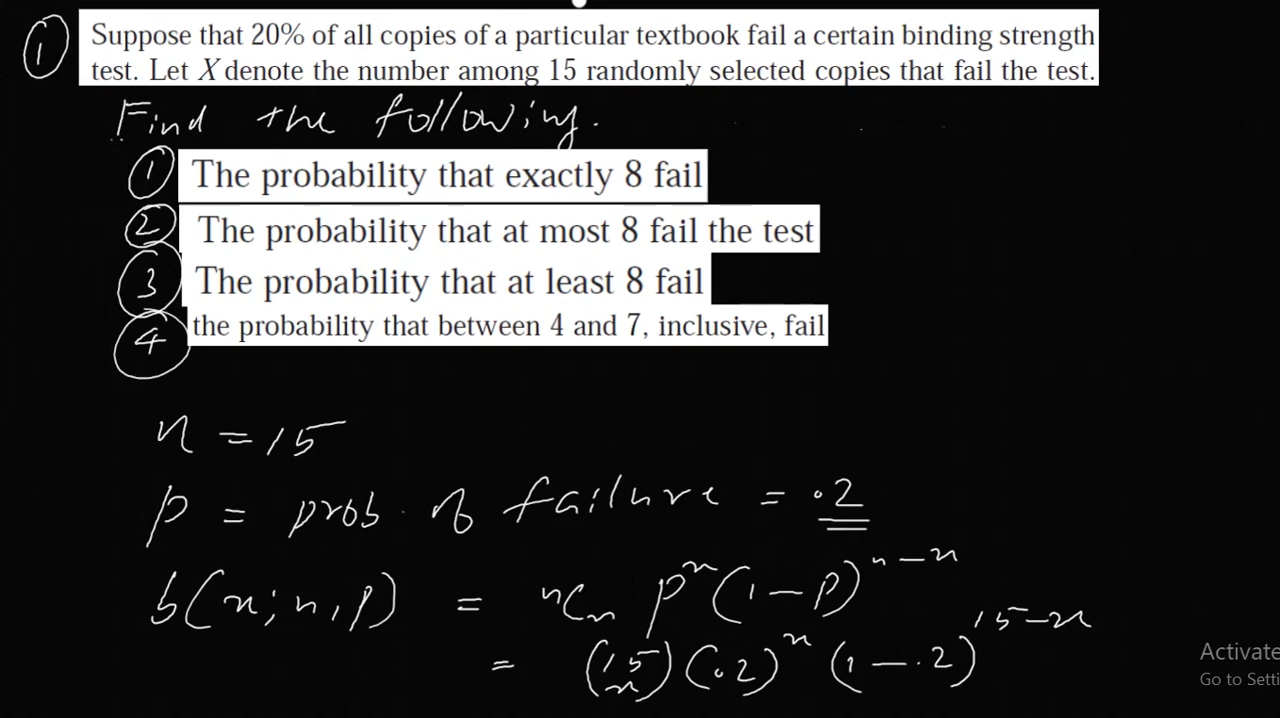 ① Suppose that 20% of all copies of a particular textbook fail a certain binding strength
test. Let X denote the number among 15 randomly selected copies that fail the test.
Find the following.
① The probability that exactly 8 fail
② The probability that at most 8 fail the test
③ The probability that at least 8 fail
④ the probability that between 4 and 7, inclusive, fail
n = 15
p = prob. of failure = .2
b(x; n, p) = ⁿCₓ pˣ (1-p)ⁿ⁻ˣ
= (15 x) (.2)ˣ (1-.2)¹⁵⁻ˣ
Activate
Go to Setti